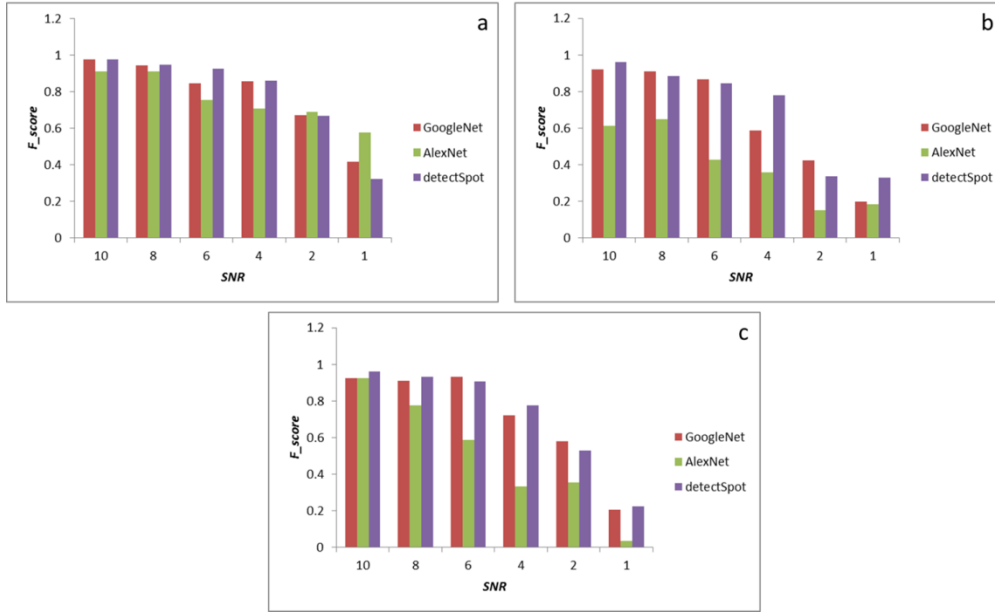 a
1.2
1
0.8
0.6
0.4
0.2
0
F_score
10 8 6 4 2 1
SNR
GoogleNet
AlexNet
detectSpot
b
1.2
1
0.8
0.6
0.4
0.2
0
F_score
10 8 6 4 2 1
SNR
GoogleNet
AlexNet
detectSpot
c
1.2
1
0.8
0.6
0.4
0.2
0
F_score
10 8 6 4 2 1
SNR
GoogleNet
AlexNet
detectSpot